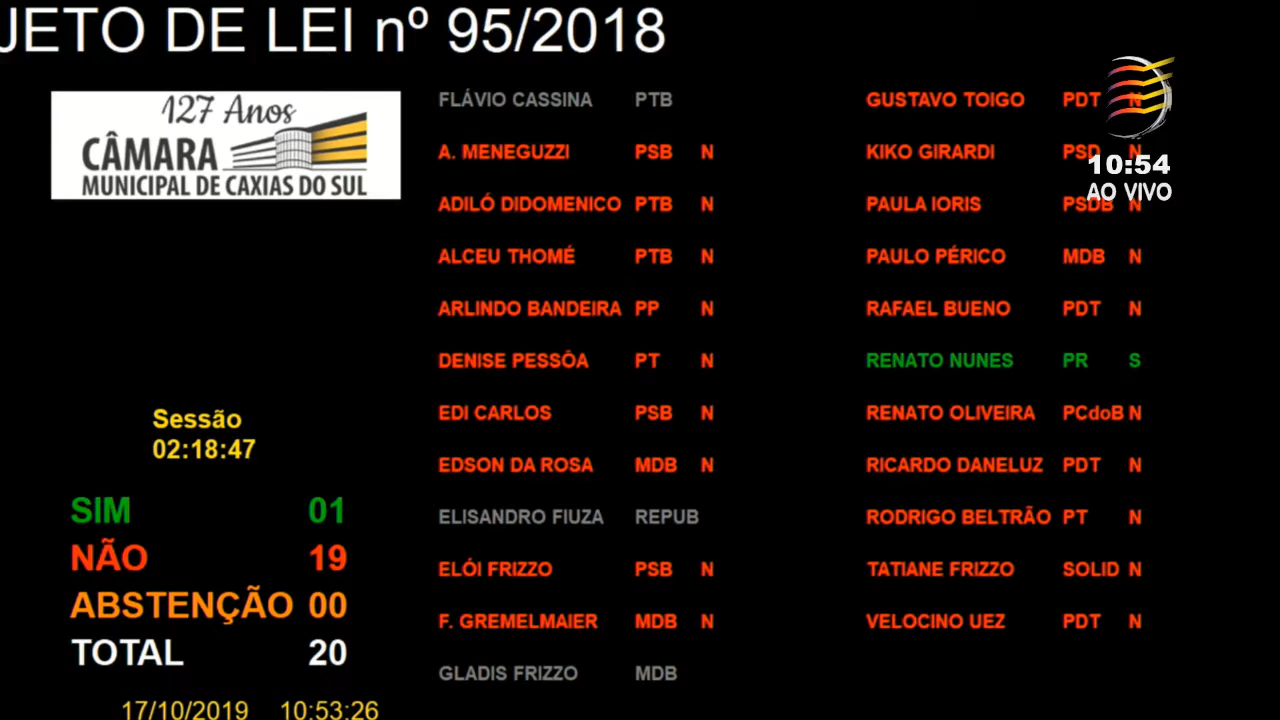 JETO DE LEI nº 95/2018
127 Anos
CÂMARA
MUNICIPAL DE CAXIAS DO SUL
Sessão
02:18:47
SIM 01
NÃO 19
ABSTENÇÃO 00
TOTAL 20
17/10/2019 10:53:26
FLÁVIO CASSINA PTB
A. MENEGUZZI PSB N
ADILÓ DIDOMENICO PTB N
ALCEU THOMÉ PTB N
ARLINDO BANDEIRA PP N
DENISE PESSÔA PT N
EDI CARLOS PSB N
EDSON DA ROSA MDB N
ELISANDRO FIUZA REPUB
ELÓI FRIZZO PSB N
F. GREMELMAIER MDB N
GLADIS FRIZZO MDB
GUSTAVO TOIGO PDT N
KIKO GIRARDI PSD N
PAULA IORIS PSDB N
PAULO PÉRICO MDB N
RAFAEL BUENO PDT N
RENATO NUNES PR S
RENATO OLIVEIRA PCdoB N
RICARDO DANELUZ PDT N
RODRIGO BELTRÃO PT N
TATIANE FRIZZO SOLID N
VELOCINO UEZ PDT N
10:54
AO VIVO